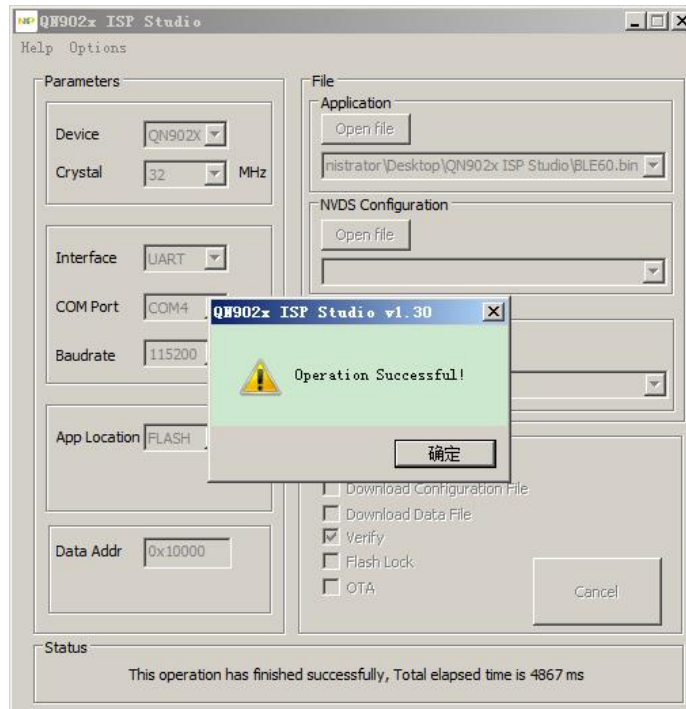 QN902x ISP Studio
Help Options
Parameters
Device QN902X
Crystal 32 MHz
Interface UART
COM Port COM4
Baudrate 115200
App Location FLASH
Data Addr 0x10000
File
Application
Open file
nistrator\Desktop\QN902x ISP Studio\BLE60.bin
NVDS Configuration
Open file
QN902x ISP Studio v1.30
Operation Successful!
确定
Download Configuration File
Download Data File
Verify
Flash Lock
OTA
Cancel
Status
This operation has finished successfully, Total elapsed time is 4867 ms